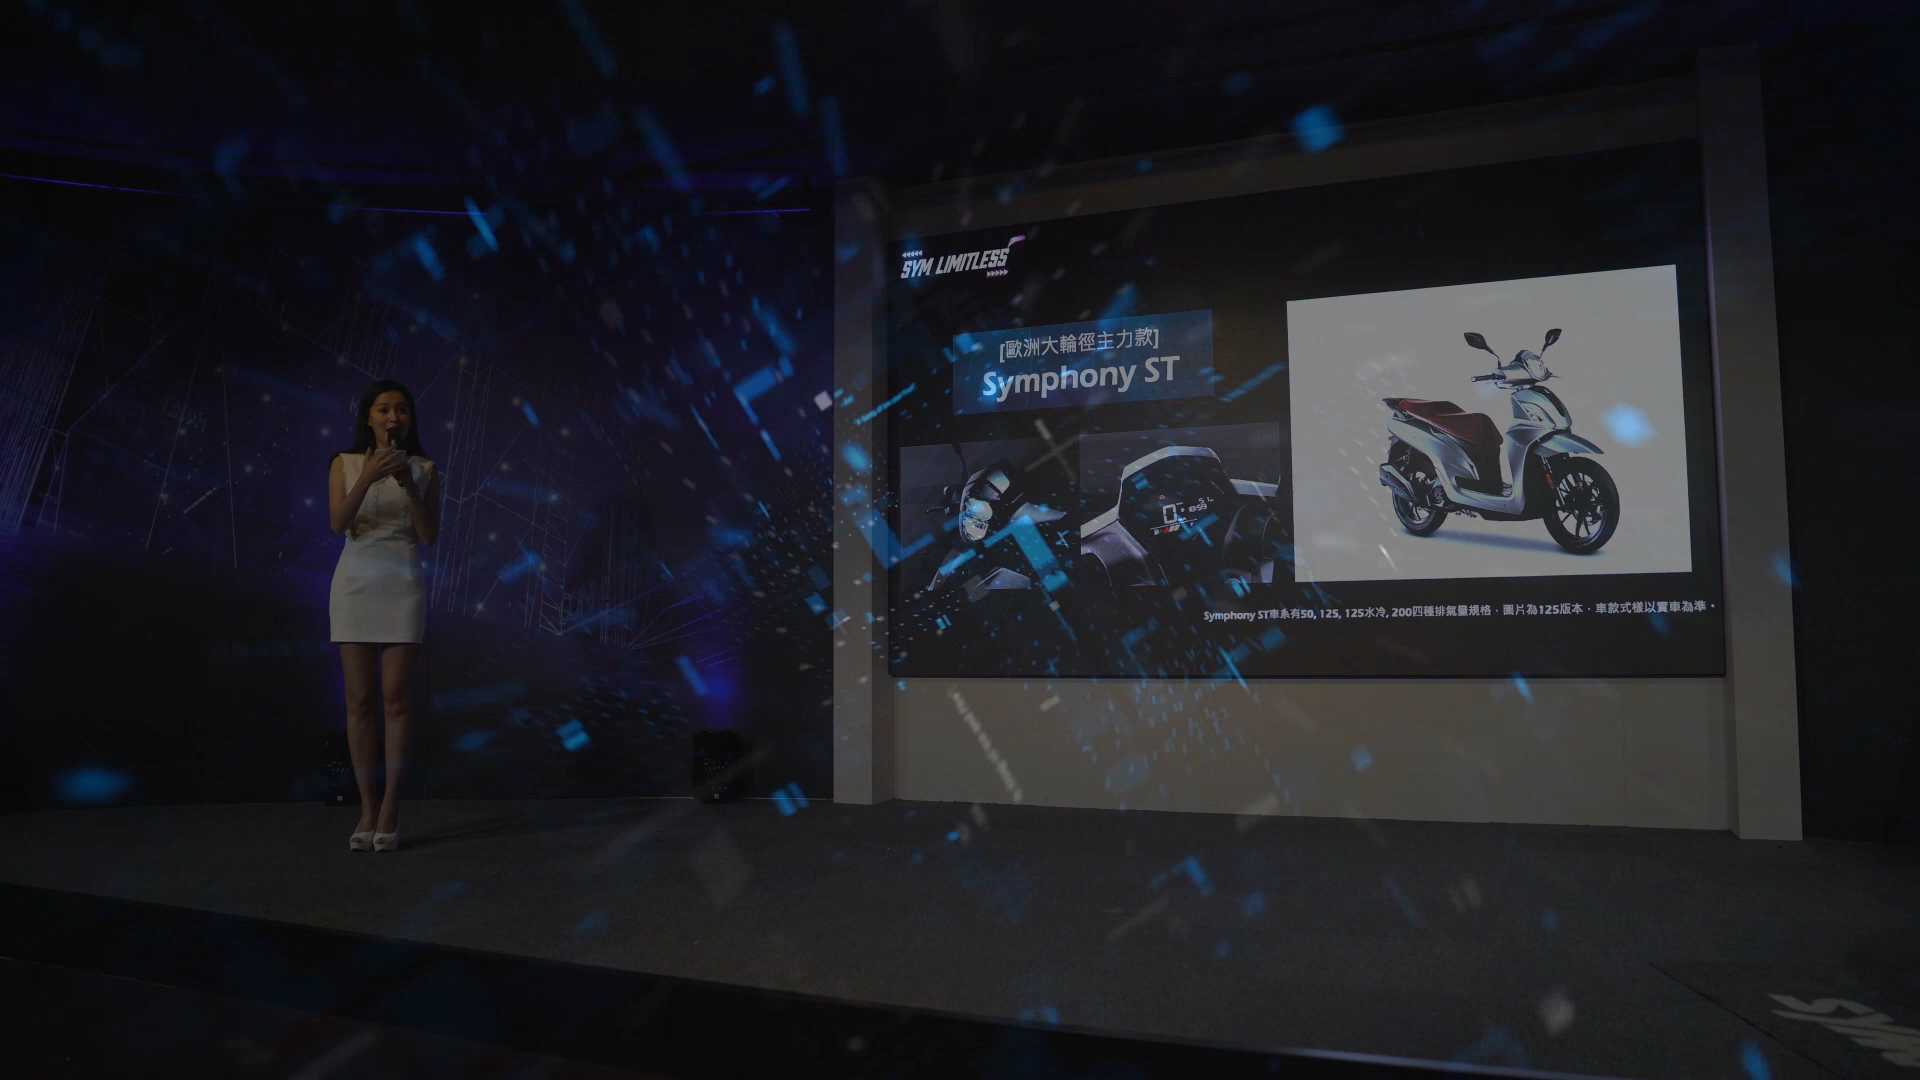 SYM LIMITLESS
[歐洲大輪徑主力款]
Symphony ST
Symphony ST車系有50, 125, 125水冷, 200四種排氣量規格，圖片為125版本，車款式樣以實車為準。
SYM